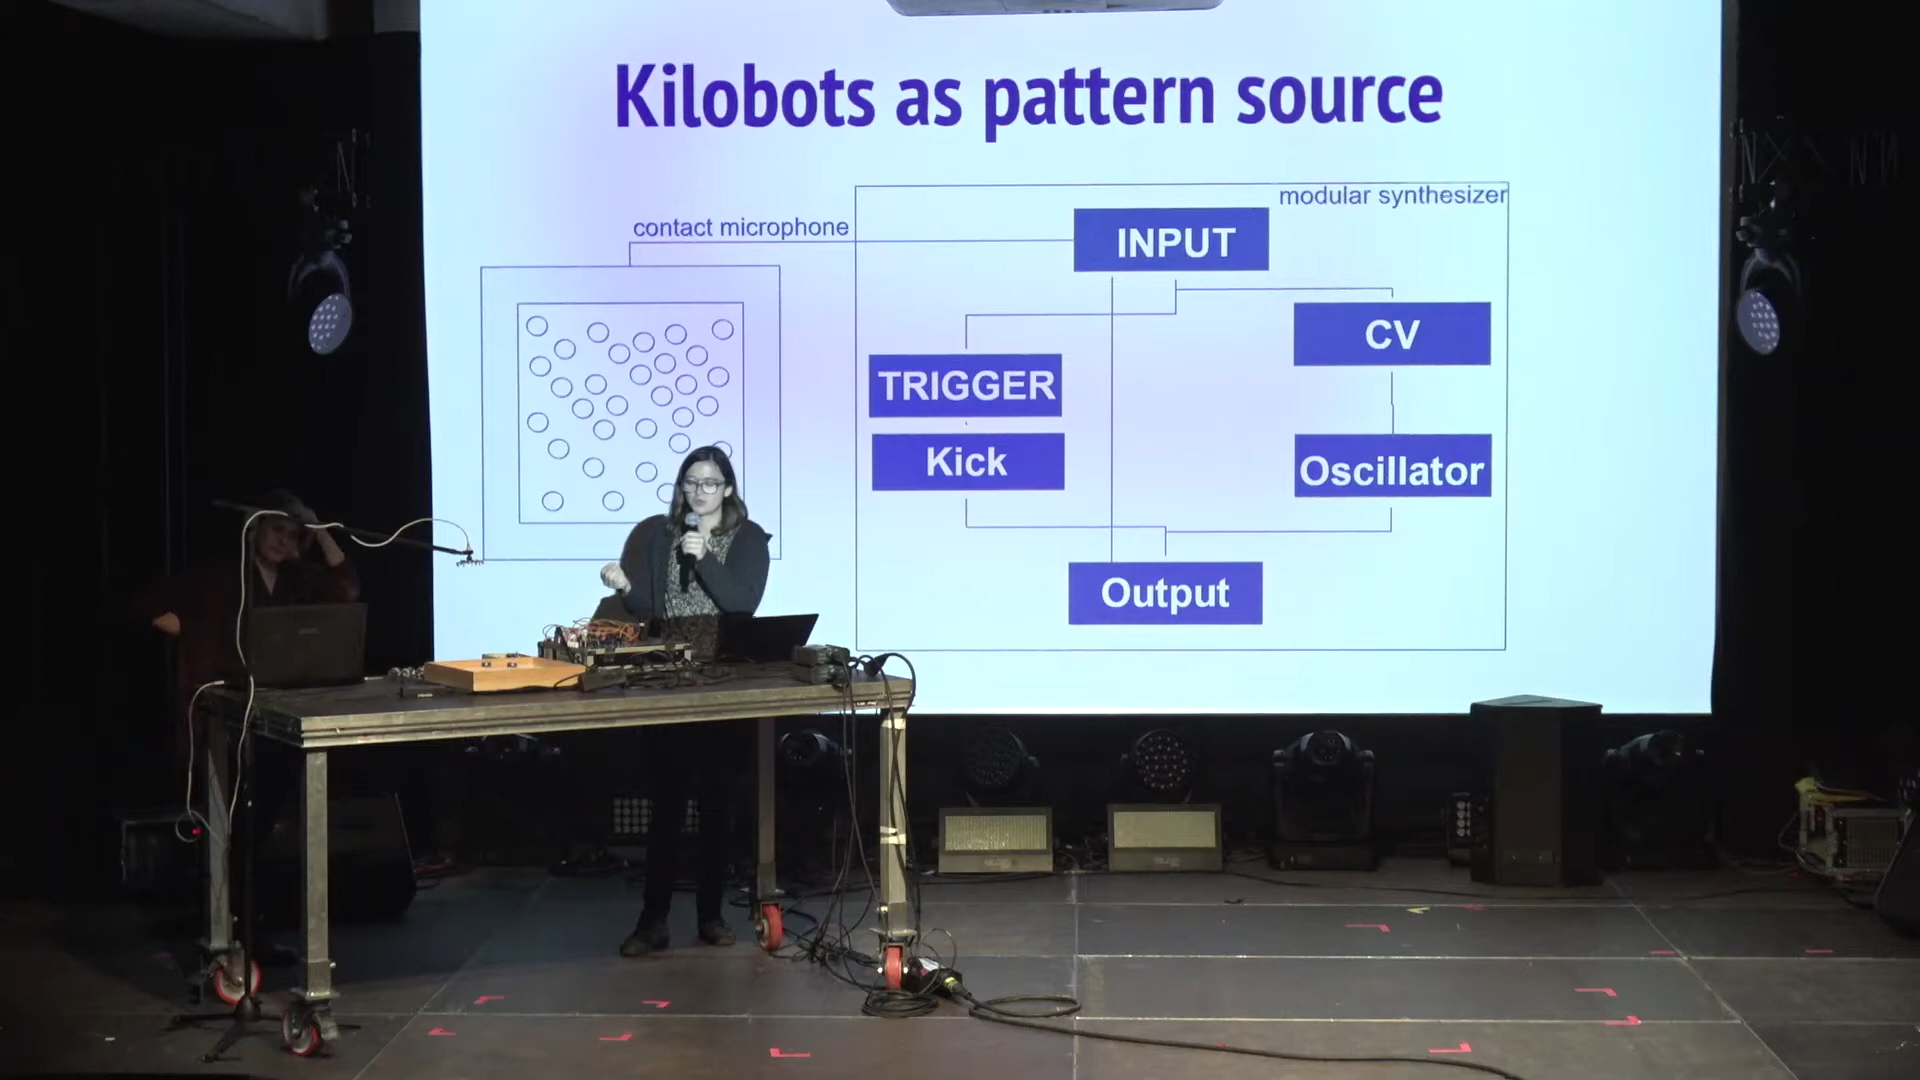 Kilobots as pattern source
modular synthesizer
contact microphone
INPUT
CV
TRIGGER
Kick
Oscillator
Output